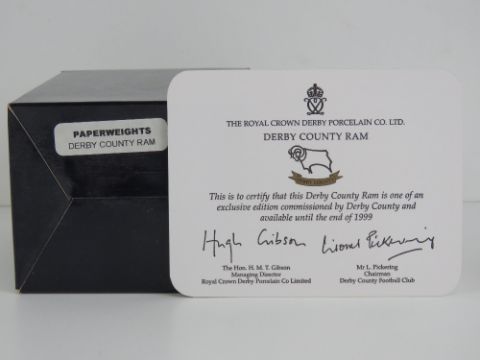 PAPERWEIGHTS
DERBY COUNTY RAM
THE ROYAL CROWN DERBY PORCELAIN CO. LTD.
DERBY COUNTY RAM
This is to certify that this Derby County Ram is one of an
exclusive edition commissioned by Derby County and
available until the end of 1999
Hugh Gibson
Lionel Pickering
The Hon. H. M. T. Gibson
Managing Director
Royal Crown Derby Porcelain Co Limited
Mr L. Pickering
Chairman
Derby County Football Club